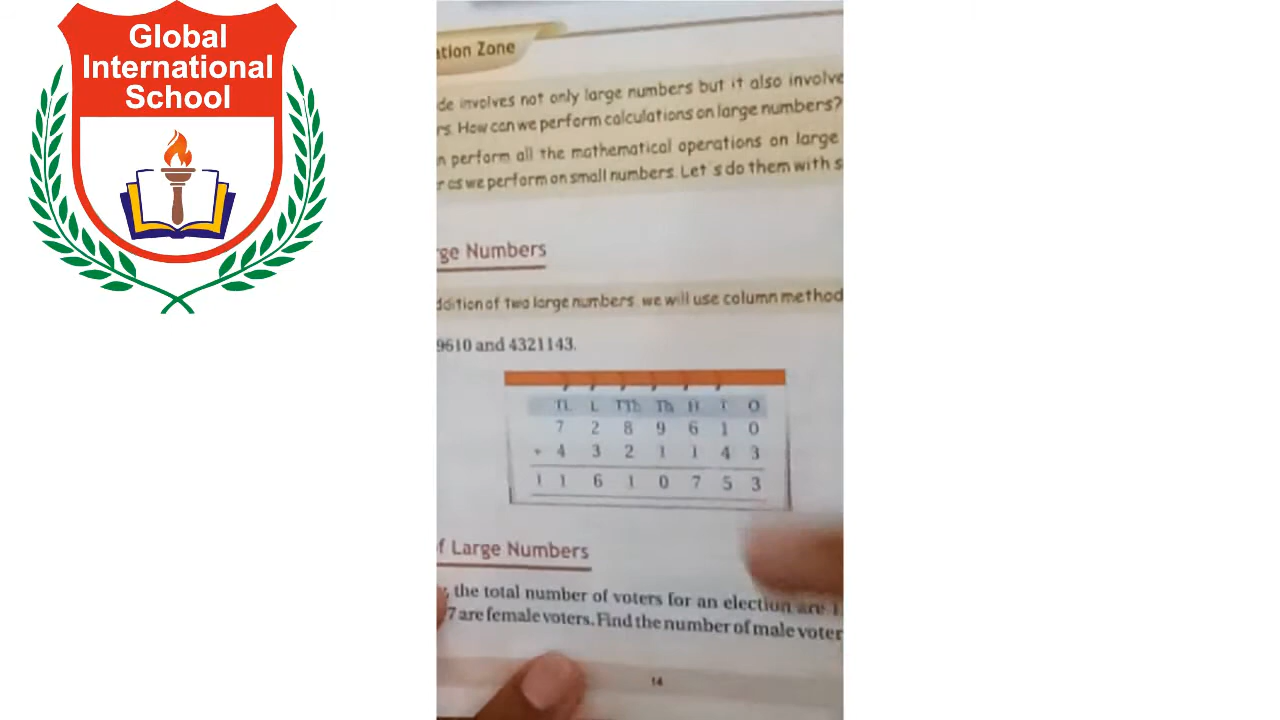 Global
International
School
ation Zone
de involves not only large numbers but it also involve
rs. How can we perform calculations on large numbers?
n perform all the mathematical operations on large
r as we perform on small numbers. Let's do them with s
ge Numbers
ddition of two large numbers, we will use column method
9610 and 4321143.
TL L TTh Th H T O
7 2 8 9 6 1 0
+ 4 3 2 1 1 4 3
1 1 6 1 0 7 5 3
f Large Numbers
, the total number of voters for an election are 1
7 are female voters. Find the number of male voter
14